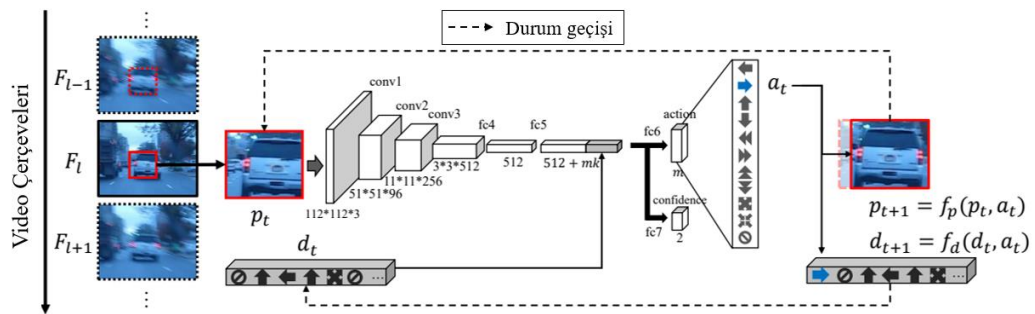 Durum geçişi
Video Çerçeveleri
F_{l-1}
F_l
F_{l+1}
p_t
conv1
conv2
conv3
fc4
fc5
112*112*3
51*51*96
11*11*256
3*3*512
512
512 + mk
d_t
fc6
fc7
action
m
confidence
2
a_t
p_{t+1} = f_p(p_t, a_t)
d_{t+1} = f_d(d_t, a_t)